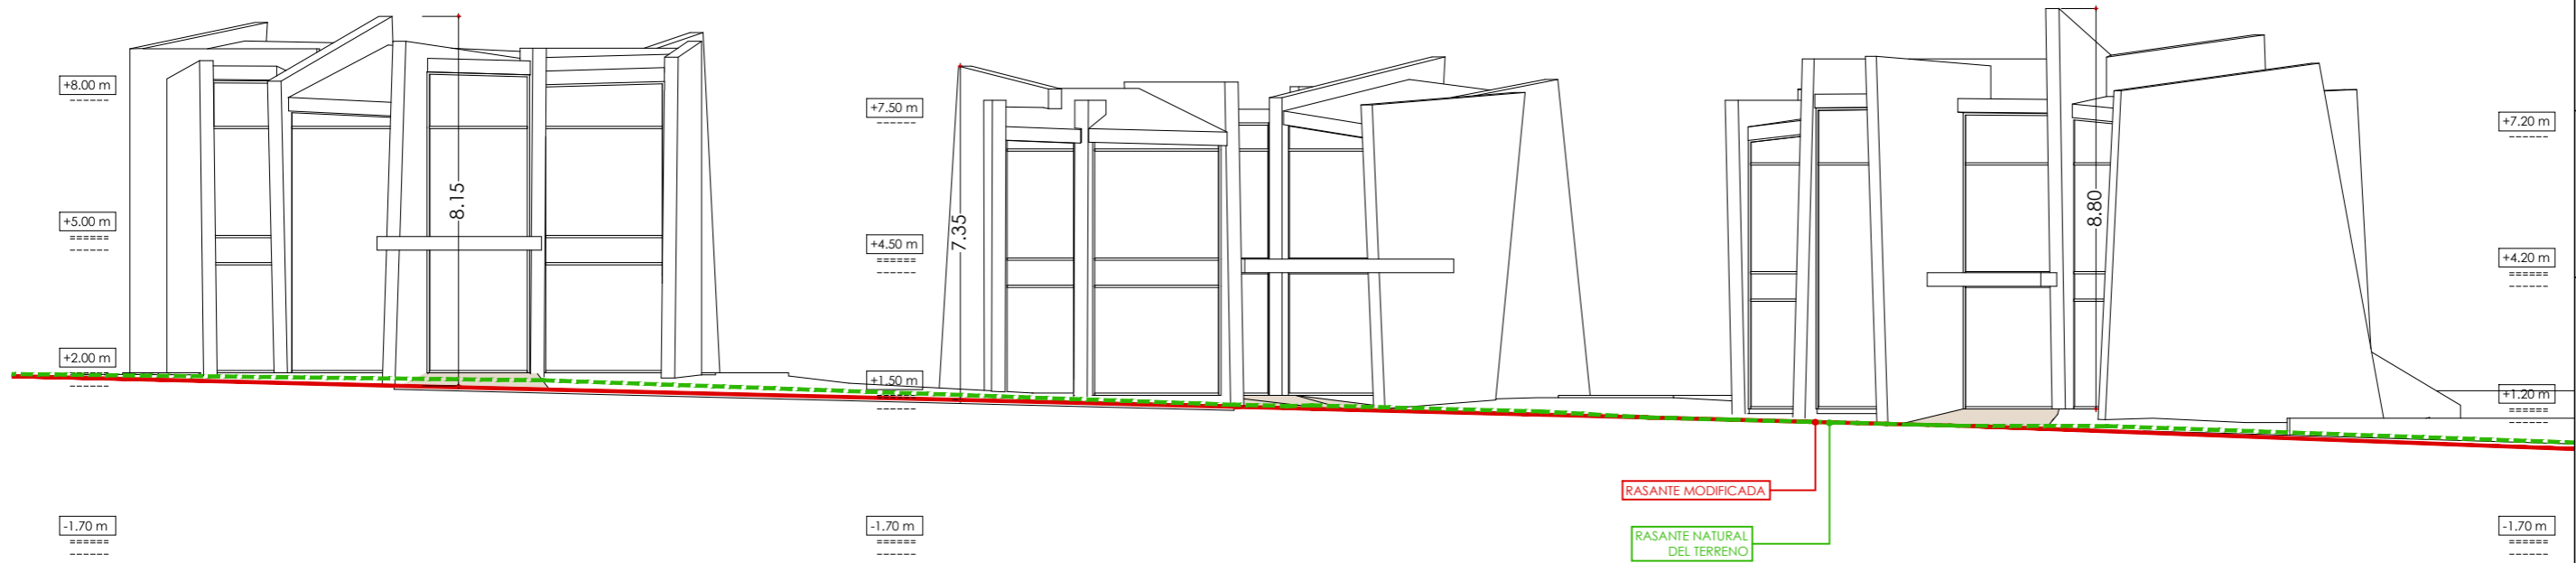 +8.00 m
+5.00 m
+2.00 m
-1.70 m
8.15
+7.50 m
+4.50 m
+1.50 m
-1.70 m
7.35
8.80
+7.20 m
+4.20 m
+1.20 m
-1.70 m
RASANTE MODIFICADA
RASANTE NATURAL
DEL TERRENO